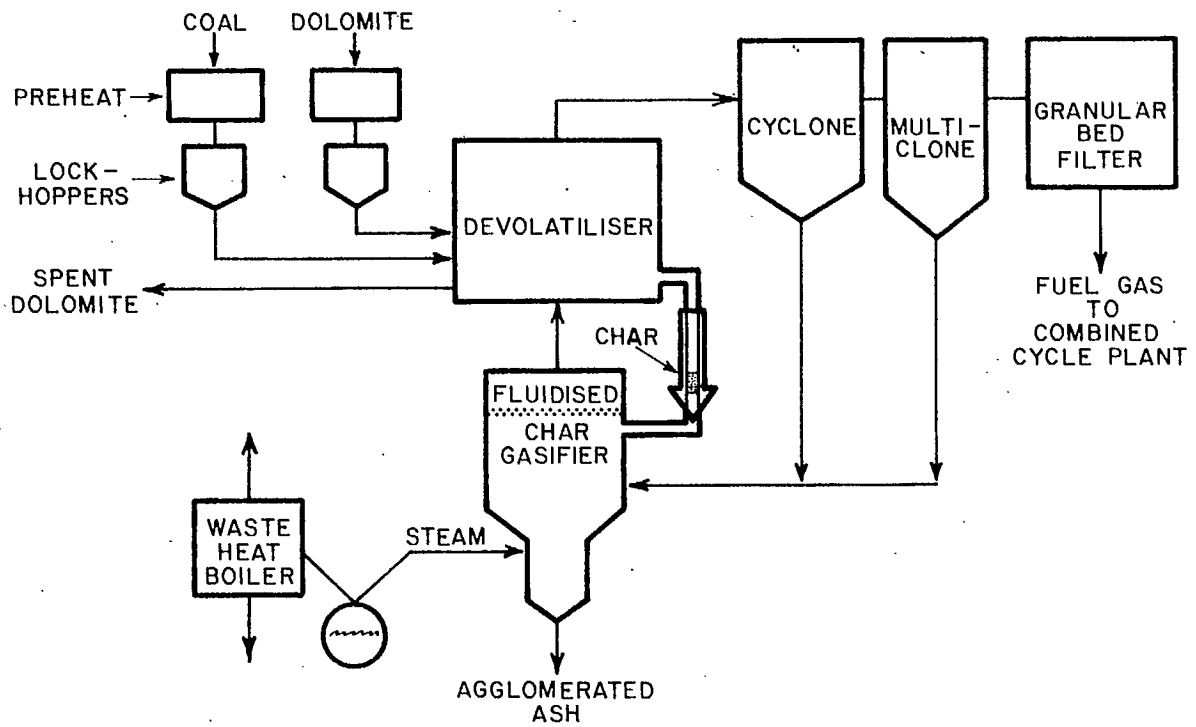 COAL
DOLOMITE
PREHEAT
LOCK-
HOPPERS
SPENT
DOLOMITE
DEVOLATILISER
CYCLONE
MULTI-
CLONE
GRANULAR
BED
FILTER
FUEL GAS
TO
COMBINED
CYCLE PLANT
CHAR
FLUIDISED
CHAR
GASIFIER
WASTE
HEAT
BOILER
STEAM
AGGLOMERATED
ASH